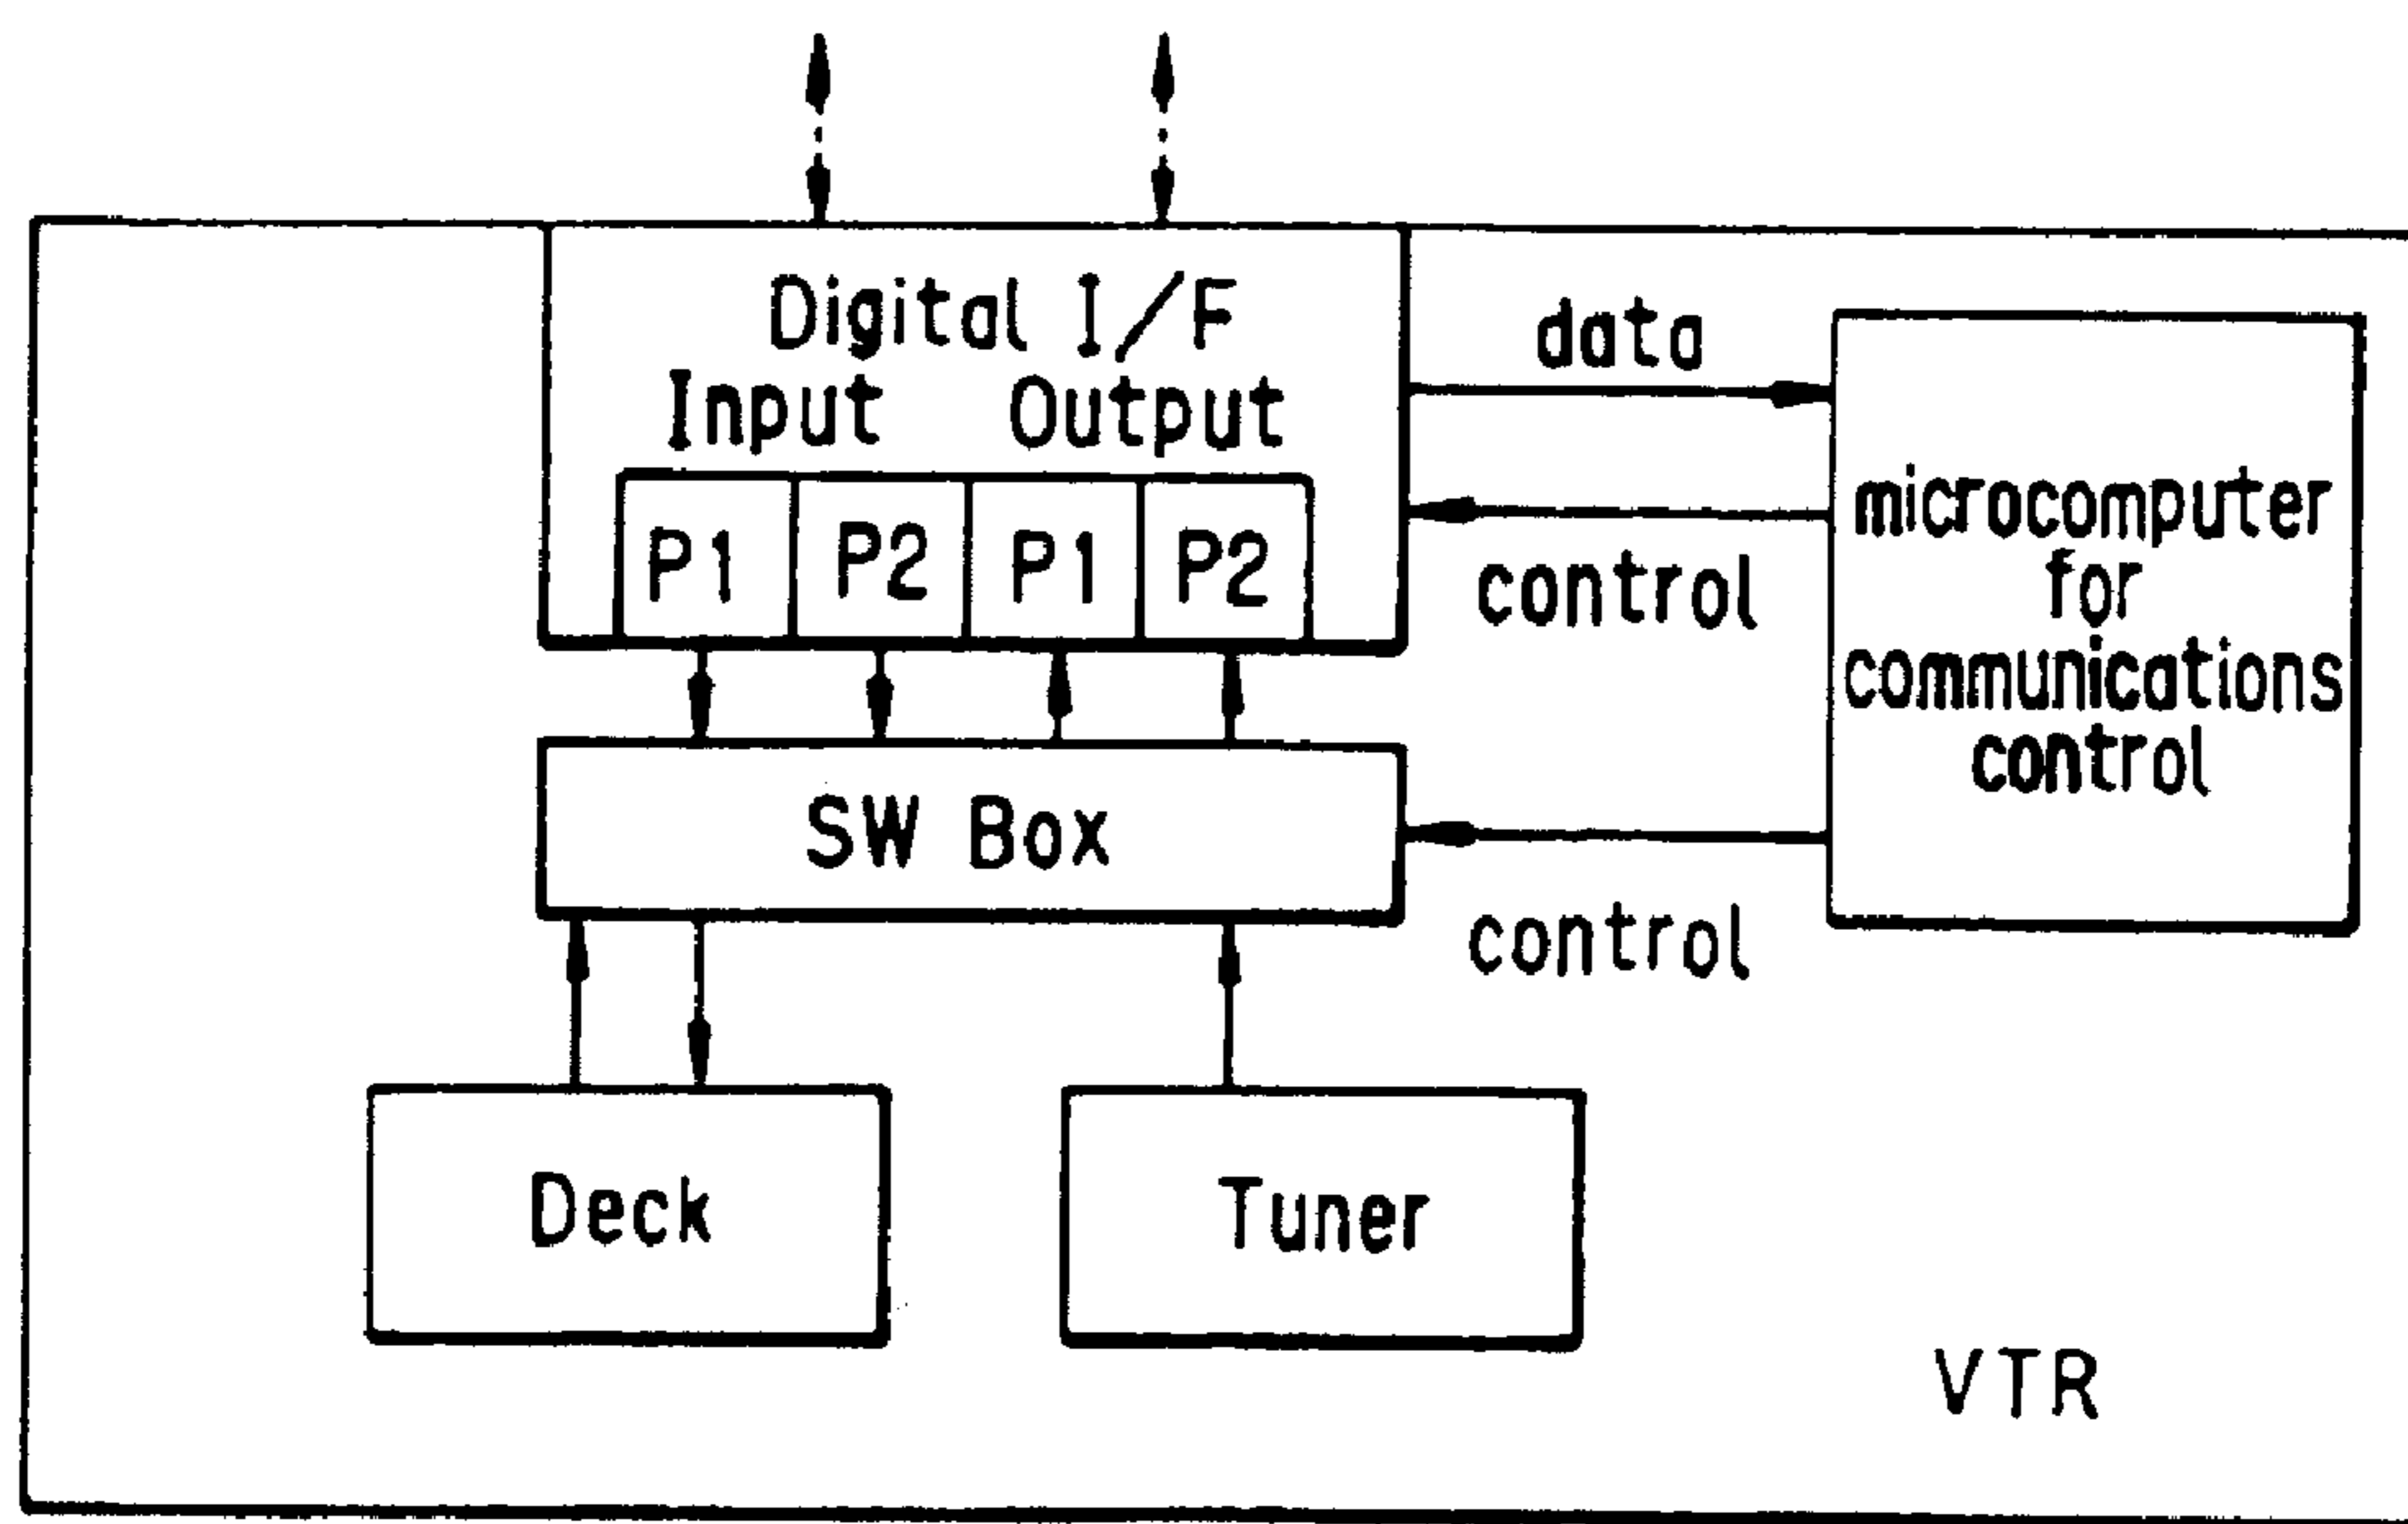 Digital I/F
Input Output
P1 P2 P1 P2
data
control
microcomputer
for
communications
control
SW Box
control
Deck
Tuner
VTR